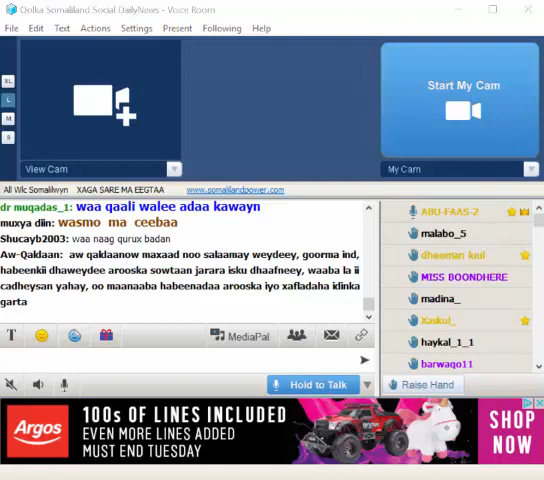 Qolka Somaliland Social DailyNews - Voice Room
File Edit Text Actions Settings Present Following Help
XL
L
M
S
Start My Cam
View Cam
My Cam
All Wlc Somalilwyn XAGA SARE MA EEGTAA www.somalilandpower.com
dr muqadas_1: waa qaali walee adaa kawayn
muxya diin: wasmo ma ceebaa
Shucayb2003: waa naag qurux badan
Aw-Qaldaan: aw qaldaanow maxaad noo salaamay weydeey, goorma ind,
habeenkii dhaweydee arooska sowtaan jarara isku dhaafneey, waaba la ii
cadheysan yahay, oo maanaaba habeenadaa arooska iyo xafladaha idinka
garta
ABU-FAAS-2
malabo_5
dheeman luul
MISS BOONDHERE
madina_
Xaskul_
haykal_1_1
barwaqo11
T
MediaPal
Hold to Talk
Raise Hand
Argos
100s OF LINES INCLUDED
EVEN MORE LINES ADDED
MUST END TUESDAY
SHOP
NOW